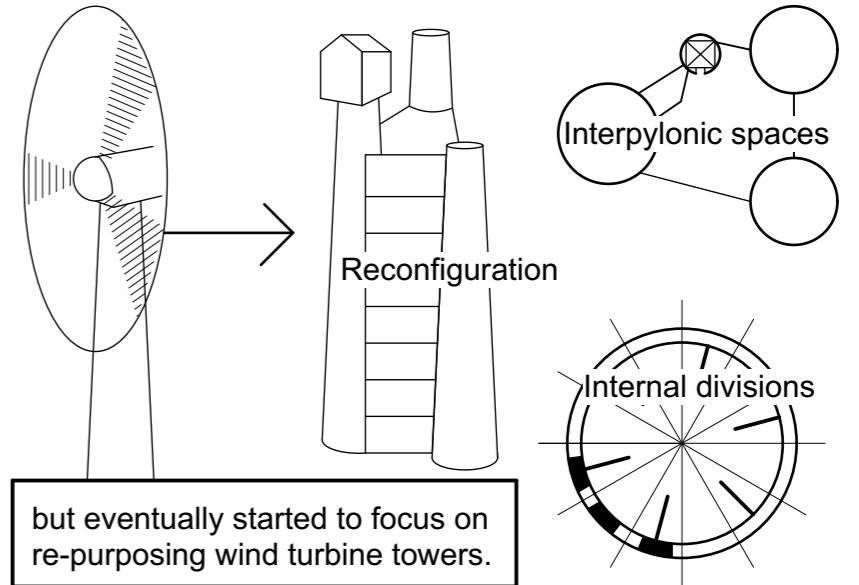 Interpylonic spaces
Reconfiguration
Internal divisions
but eventually started to focus on
re-purposing wind turbine towers.